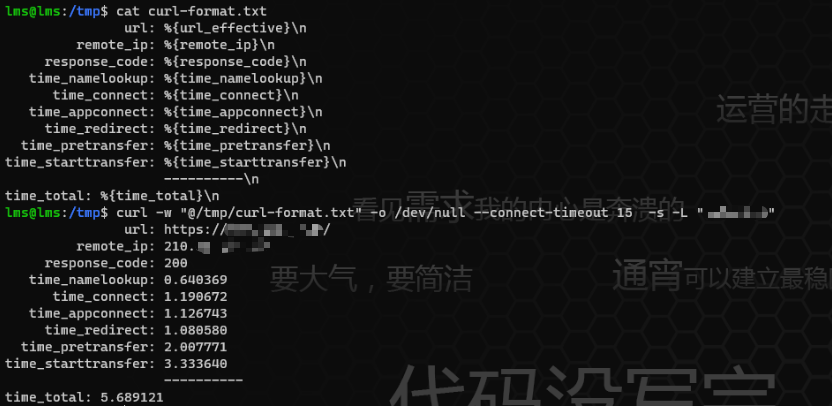 lms@lms:/tmp$ cat curl-format.txt
url: %{url_effective}\n
remote_ip: %{remote_ip}\n
response_code: %{response_code}\n
time_namelookup: %{time_namelookup}\n
time_connect: %{time_connect}\n
time_appconnect: %{time_appconnect}\n
time_redirect: %{time_redirect}\n
time_pretransfer: %{time_pretransfer}\n
time_starttransfer: %{time_starttransfer}\n
----------\n
time_total: %{time_total}\n
lms@lms:/tmp$ curl -w "@/tmp/curl-format.txt" -o /dev/null --connect-timeout 15  -s -L " "
url: https:// /
remote_ip: 210.
response_code: 200
time_namelookup: 0.640369
time_connect: 1.190672
time_appconnect: 1.126743
time_redirect: 1.080580
time_pretransfer: 2.007771
time_starttransfer: 3.333640
----------
time_total: 5.689121
运营的走
看见需求我的中心是奔溃的
要大气，要简洁
通宵可以建立最稳
代码没写完